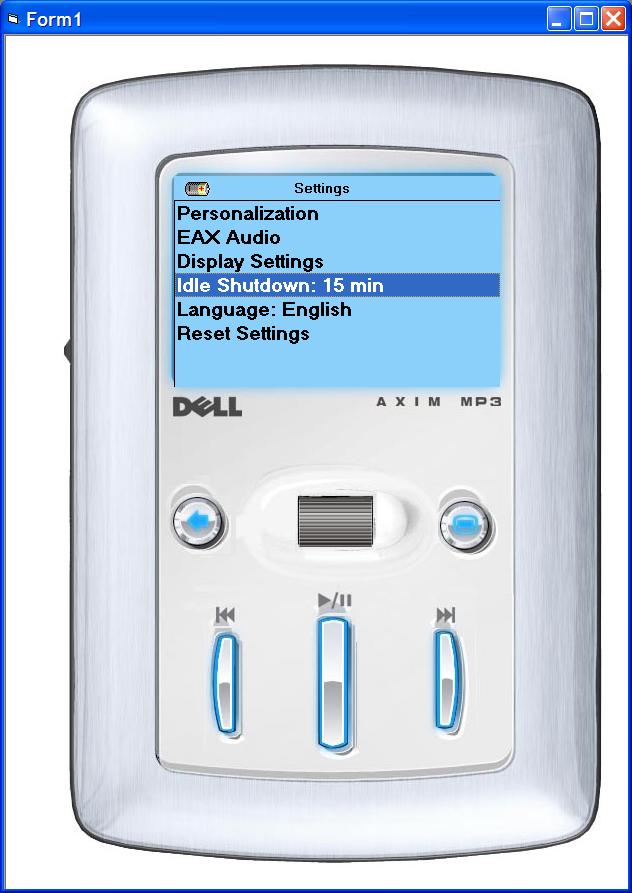 Form1
Settings
Personalization
EAX Audio
Display Settings
Idle Shutdown: 15 min
Language: English
Reset Settings
DELL
AXIM MP3